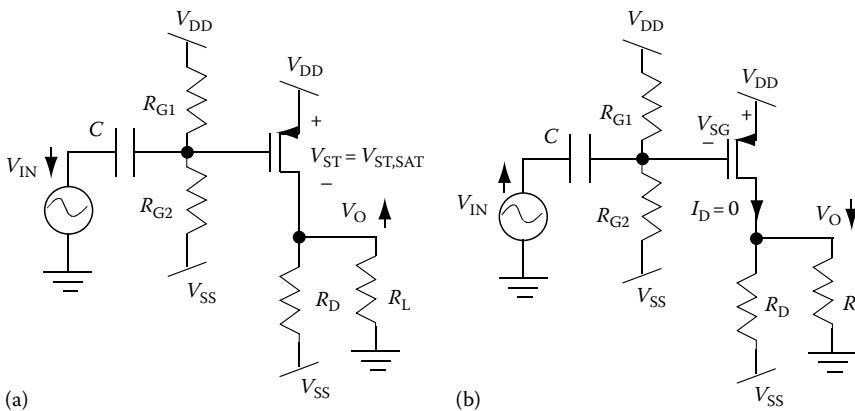 V_DD
V_DD
R_G1
C
+
V_IN
V_ST = V_ST,SAT
−
R_G2
V_O
V_SS
R_D
R_L
V_SS
(a)
V_DD
V_DD
R_G1
V_SG
+
−
C
V_IN
R_G2
I_D = 0
V_O
V_SS
R_D
R
V_SS
(b)